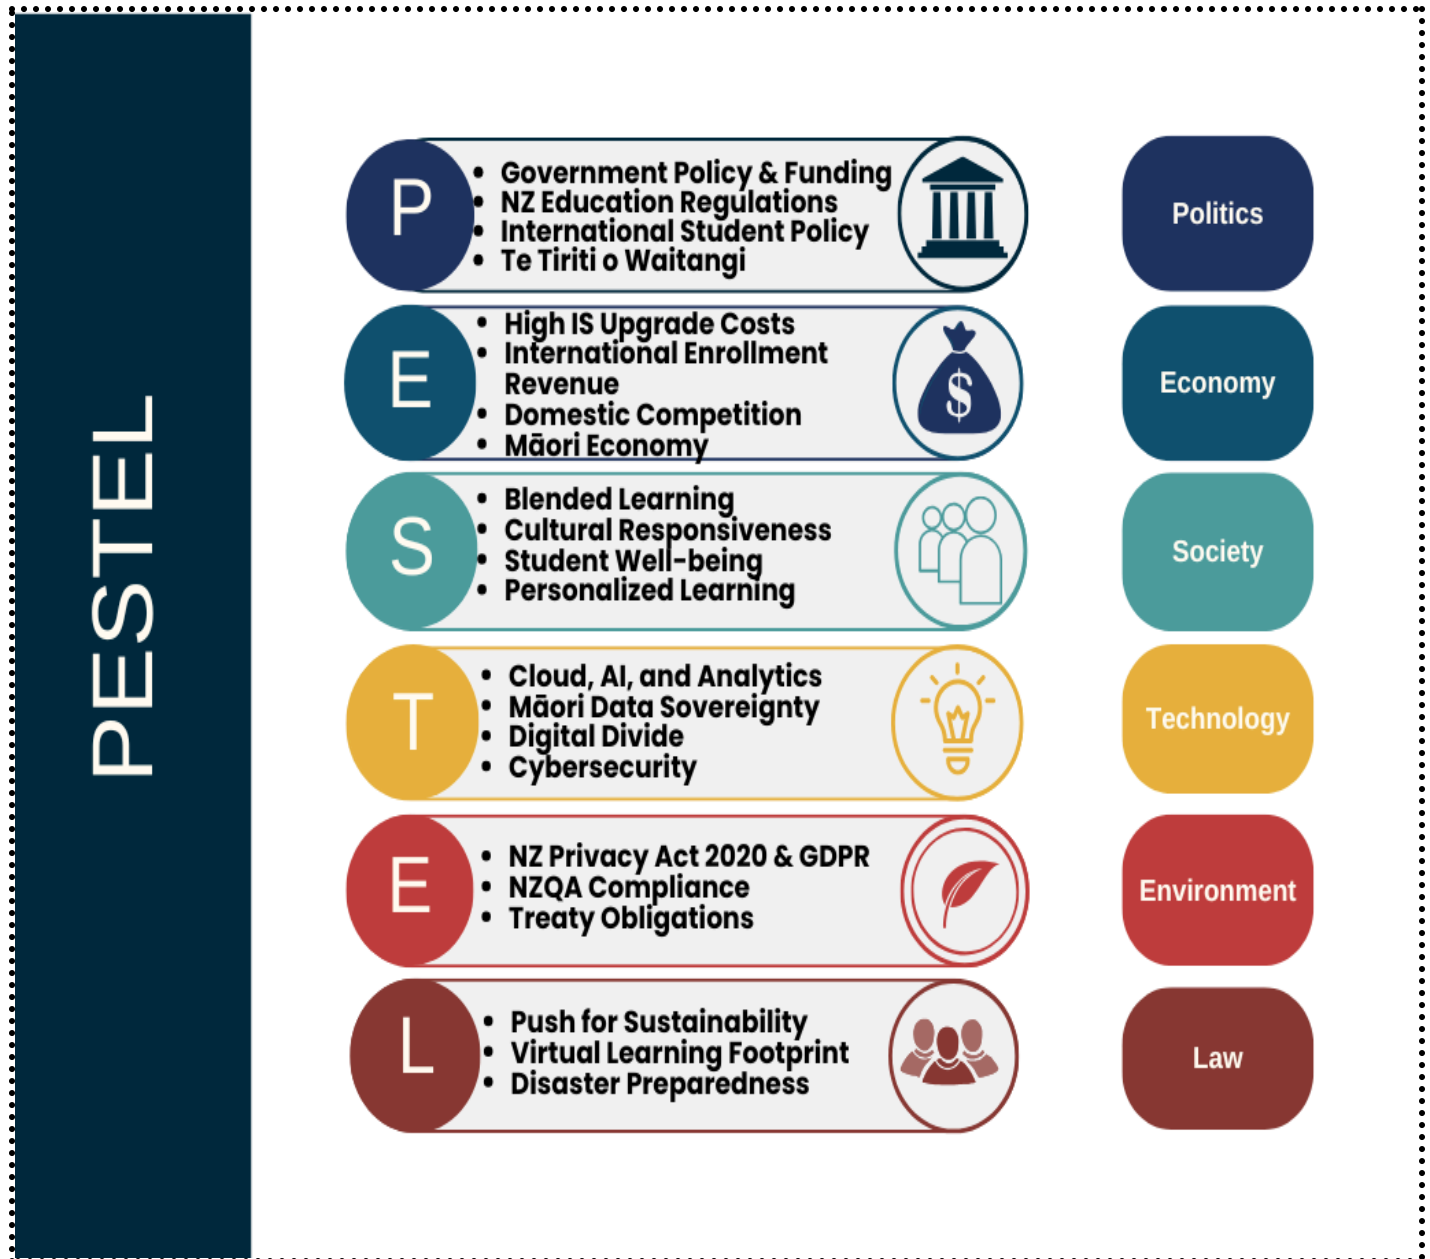 PESTEL
P
• Government Policy & Funding
• NZ Education Regulations
• International Student Policy
• Te Tiriti o Waitangi
Politics
E
• High IS Upgrade Costs
• International Enrollment
Revenue
• Domestic Competition
• Māori Economy
$
Economy
S
• Blended Learning
• Cultural Responsiveness
• Student Well-being
• Personalized Learning
Society
T
• Cloud, AI, and Analytics
• Māori Data Sovereignty
• Digital Divide
• Cybersecurity
Technology
E
• NZ Privacy Act 2020 & GDPR
• NZQA Compliance
• Treaty Obligations
Environment
L
• Push for Sustainability
• Virtual Learning Footprint
• Disaster Preparedness
Law